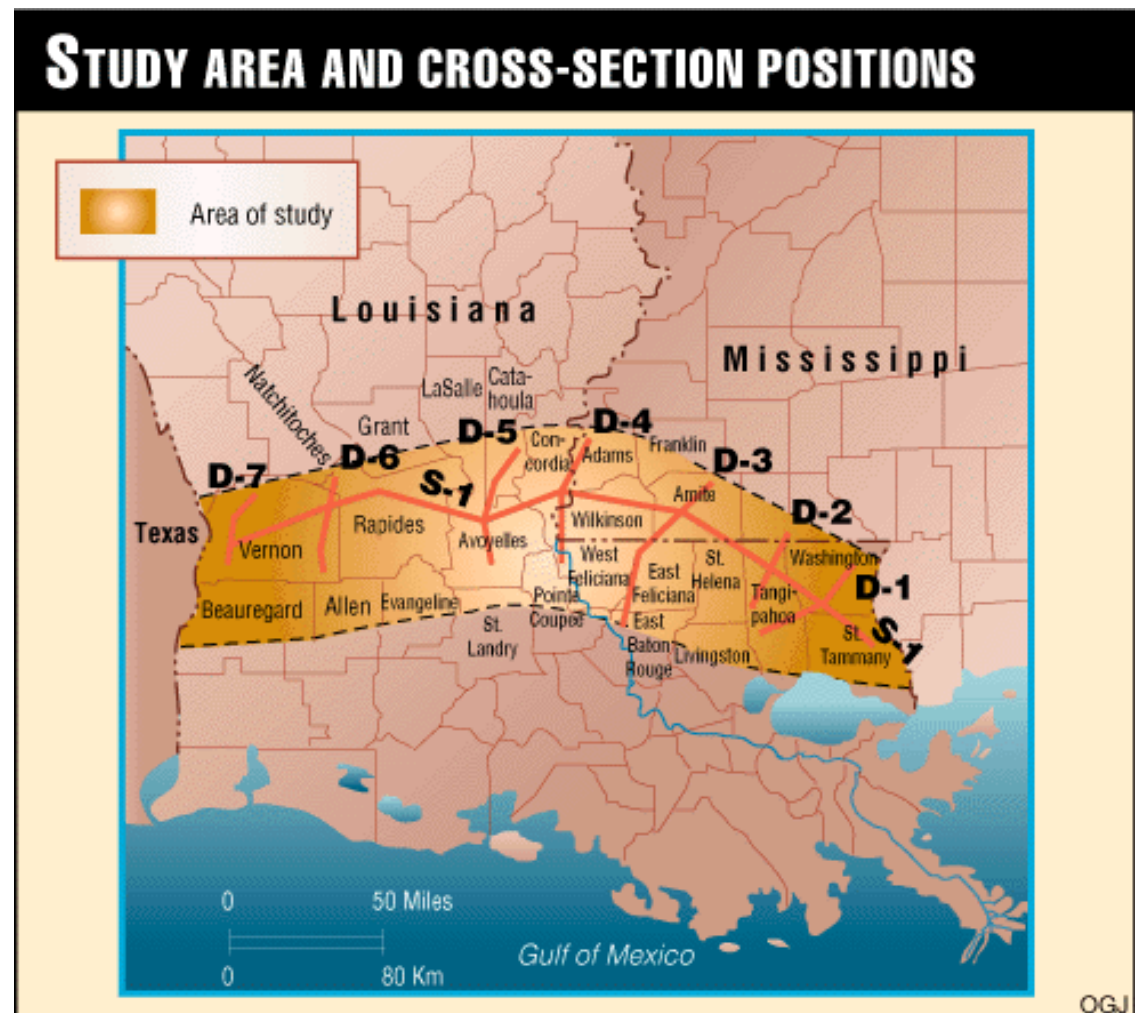 STUDY AREA AND CROSS-SECTION POSITIONS
Area of study
Louisiana
Mississippi
Natchitoches
LaSalle
Cata-
houla
Grant
D-7
D-6
D-5
Con-
cordia
D-4
Adams
Franklin
D-3
S-1
Amite
D-2
Texas
Vernon
Rapides
Avoyelles
Wilkinson
West
Feliciana
East
Feliciana
St.
Helena
Washington
D-1
Tangi-
pahoa
Beauregard
Allen
Evangeline
Pointe
Coupee
St.
Landry
East
Baton
Rouge
Livingston
St.
Tammany
S-1
0
50 Miles
0
80 Km
Gulf of Mexico
OGJ